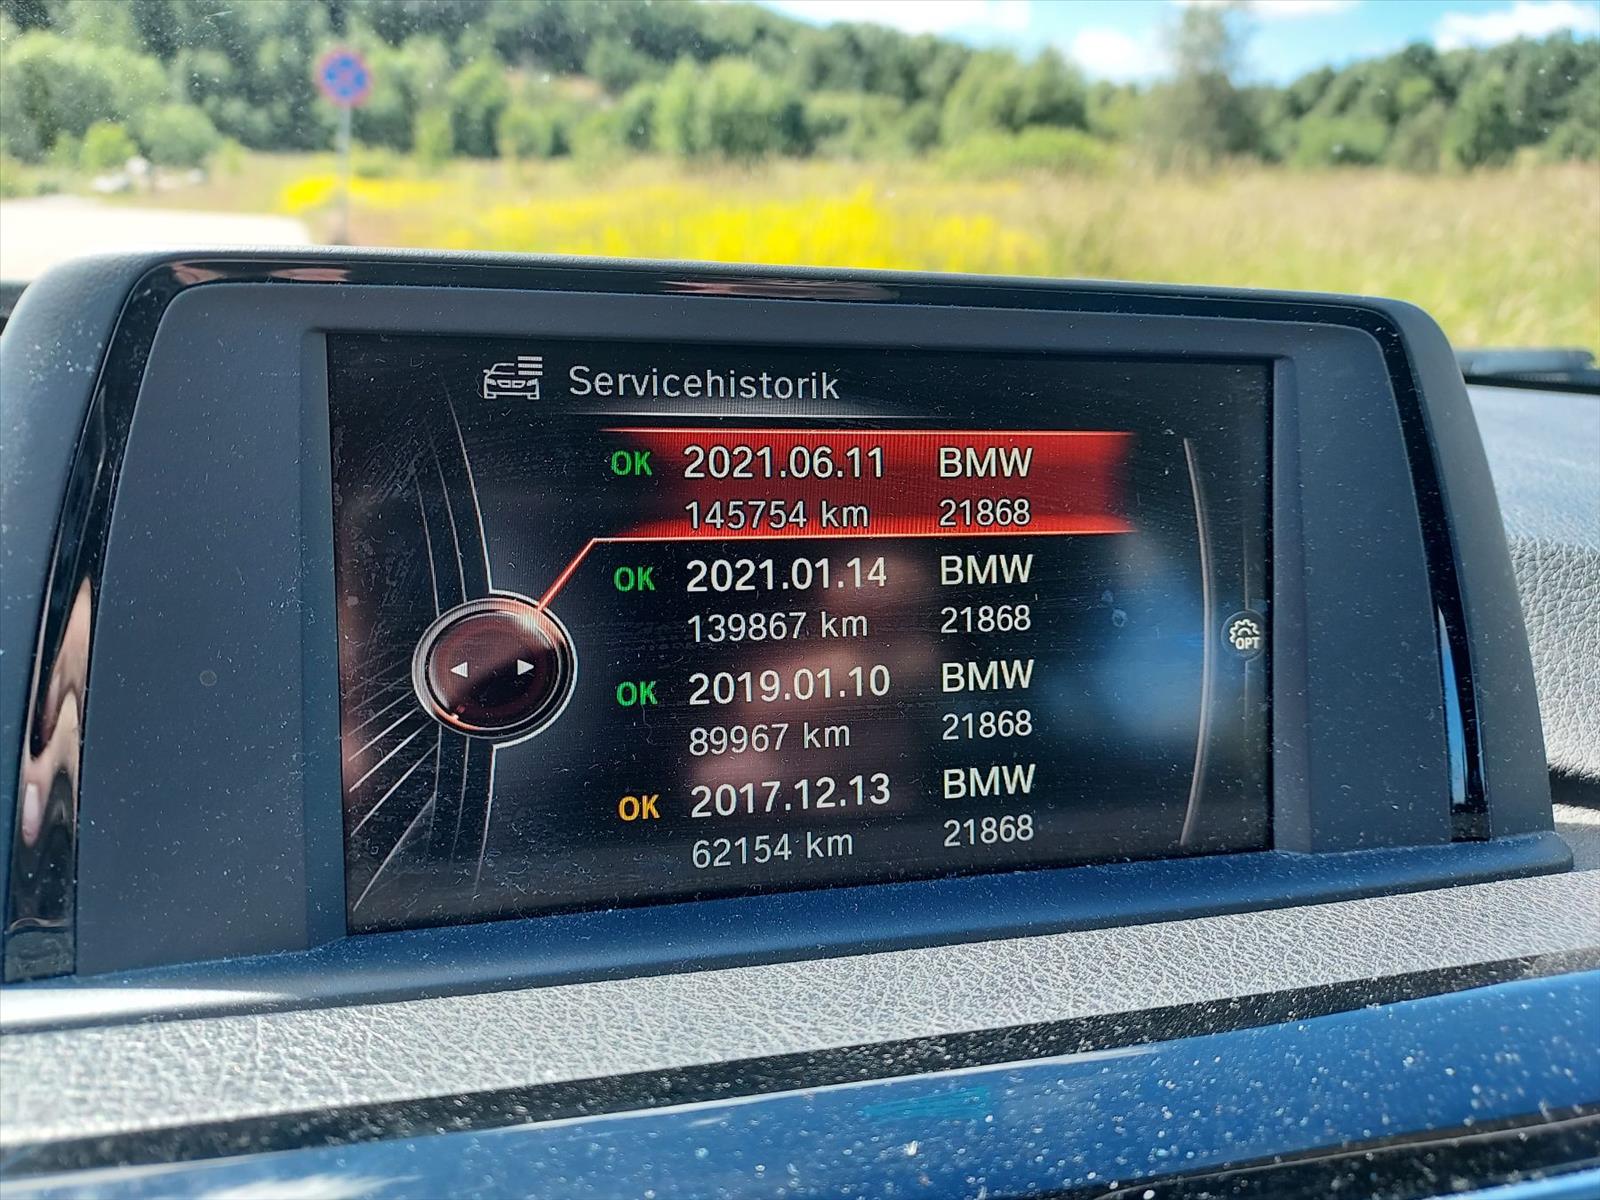 Servicehistorik
OK 2021.06.11 BMW
145754 km 21868
OK 2021.01.14 BMW
139867 km 21868
OK 2019.01.10 BMW
89967 km 21868
OK 2017.12.13 BMW
62154 km 21868
OPT